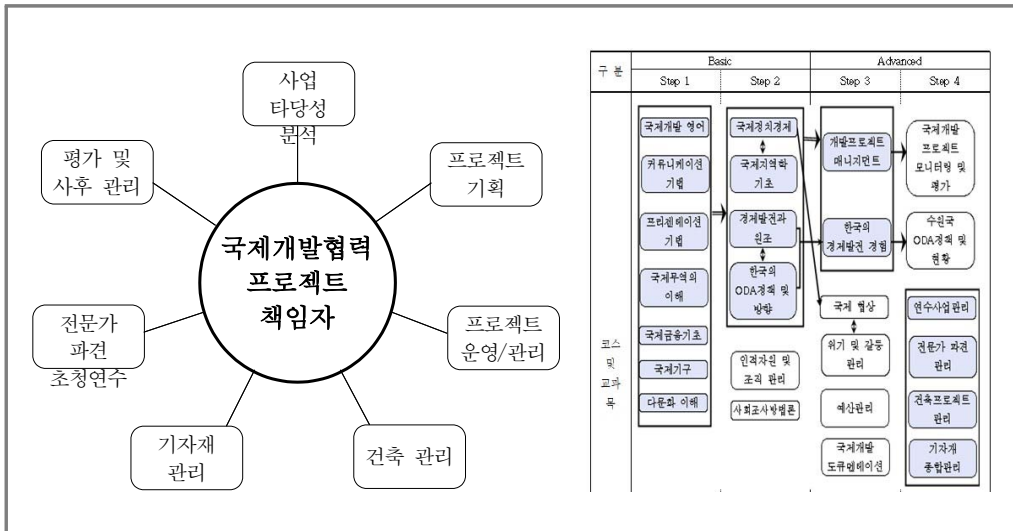 사업
타당성
분석
평가 및
사후 관리
프로젝트
기획
국제개발협력
프로젝트
책임자
전문가
파견
초청연수
프로젝트
운영/관리
기자재
관리
건축 관리
구 분
Basic
Advanced
Step 1
Step 2
Step 3
Step 4
코스
및
교과
목
국제개발 영어
커뮤니케이션
기법
프리젠테이션
기법
국제무역의
이해
국제금융기초
국제기구
다문화 이해
국제정치경제
국제지역학
기초
경제발전과
원조
한국의
ODA정책 및
방향
인적자원 및
조직 관리
사회조사방법론
개발프로젝트
매니지먼트
한국의
경제발전 경험
국제 협상
위기 및 갈등
관리
예산관리
국제개발
도큐멘테이션
국제개발
프로젝트
모니터링 및
평가
수원국
ODA정책 및
현황
연수사업관리
전문가 파견
관리
건축프로젝트
관리
기자재
종합관리